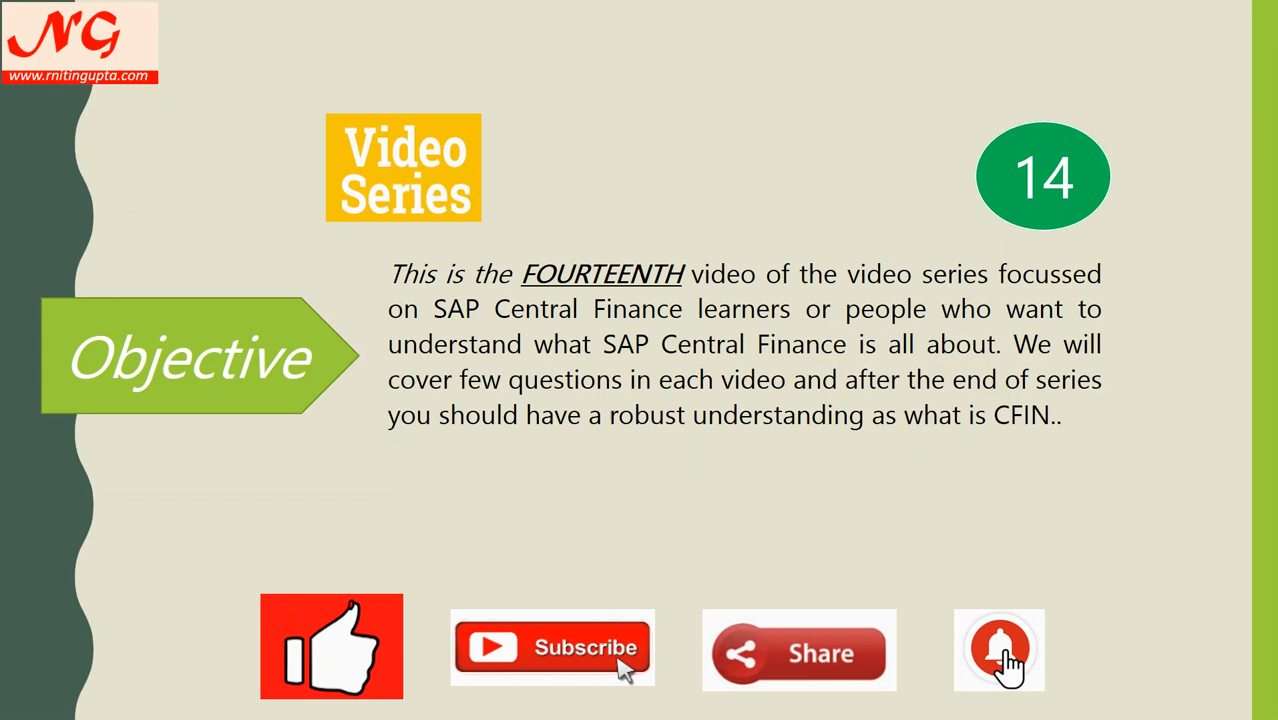 NG
www.rnitingupta.com
Video
Series
14
Objective
This is the FOURTEENTH video of the video series focussed
on SAP Central Finance learners or people who want to
understand what SAP Central Finance is all about. We will
cover few questions in each video and after the end of series
you should have a robust understanding as what is CFIN..
Subscribe
Share